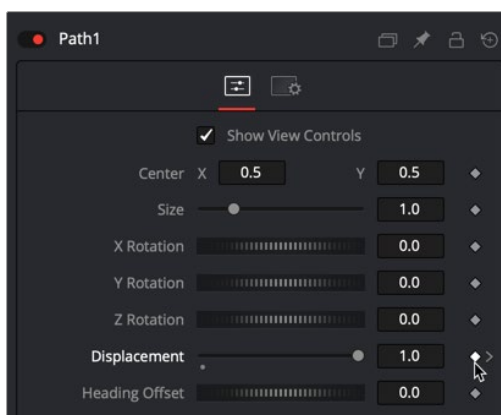 Path1
Show View Controls
Center X 0.5 Y 0.5
Size 1.0
X Rotation 0.0
Y Rotation 0.0
Z Rotation 0.0
Displacement 1.0
Heading Offset 0.0